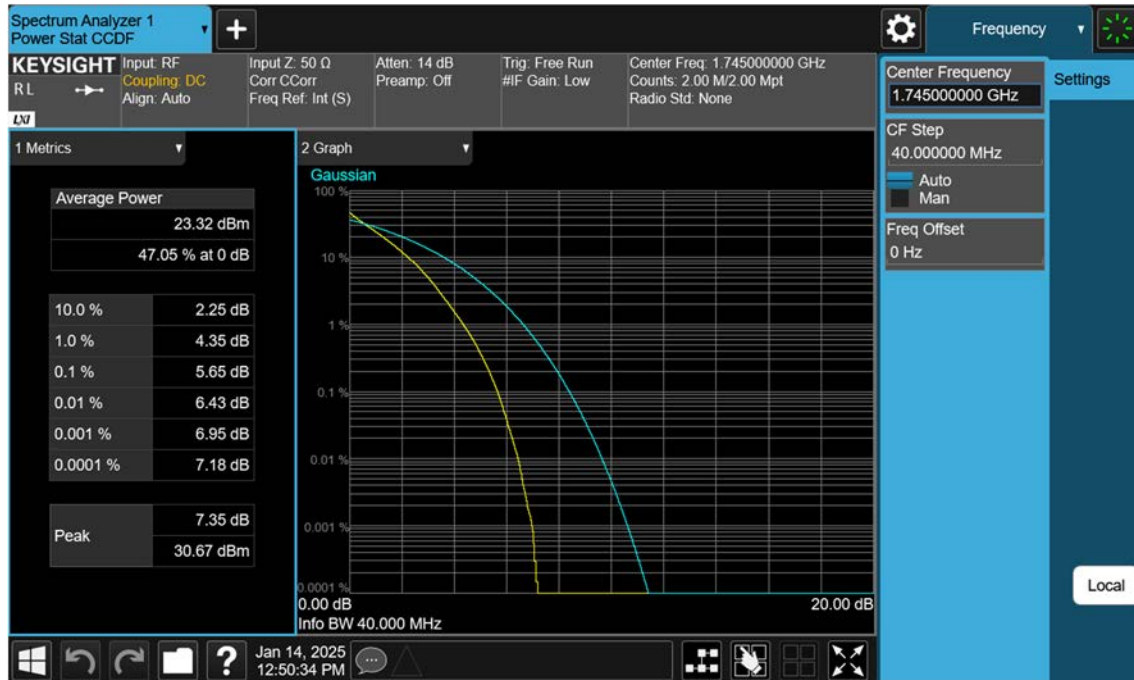 Spectrum Analyzer 1
Power Stat CCDF
Frequency
KEYSIGHT
R L
LXI
Input: RF
Coupling: DC
Align: Auto
Input Z: 50 Ω
Corr CCorr
Freq Ref: Int (S)
Atten: 14 dB
Preamp: Off
Trig: Free Run
#IF Gain: Low
Center Freq: 1.745000000 GHz
Counts: 2.00 M/2.00 Mpt
Radio Std: None
Center Frequency
1.745000000 GHz
Settings
CF Step
40.000000 MHz
Auto
Man
Freq Offset
0 Hz
1 Metrics
Average Power
23.32 dBm
47.05 % at 0 dB
10.0 % 2.25 dB
1.0 % 4.35 dB
0.1 % 5.65 dB
0.01 % 6.43 dB
0.001 % 6.95 dB
0.0001 % 7.18 dB
Peak
7.35 dB
30.67 dBm
2 Graph
Gaussian
100 %
10 %
1 %
0.1 %
0.01 %
0.001 %
0.0001 %
0.00 dB 20.00 dB
Info BW 40.000 MHz
Local
?
Jan 14, 2025
12:50:34 PM